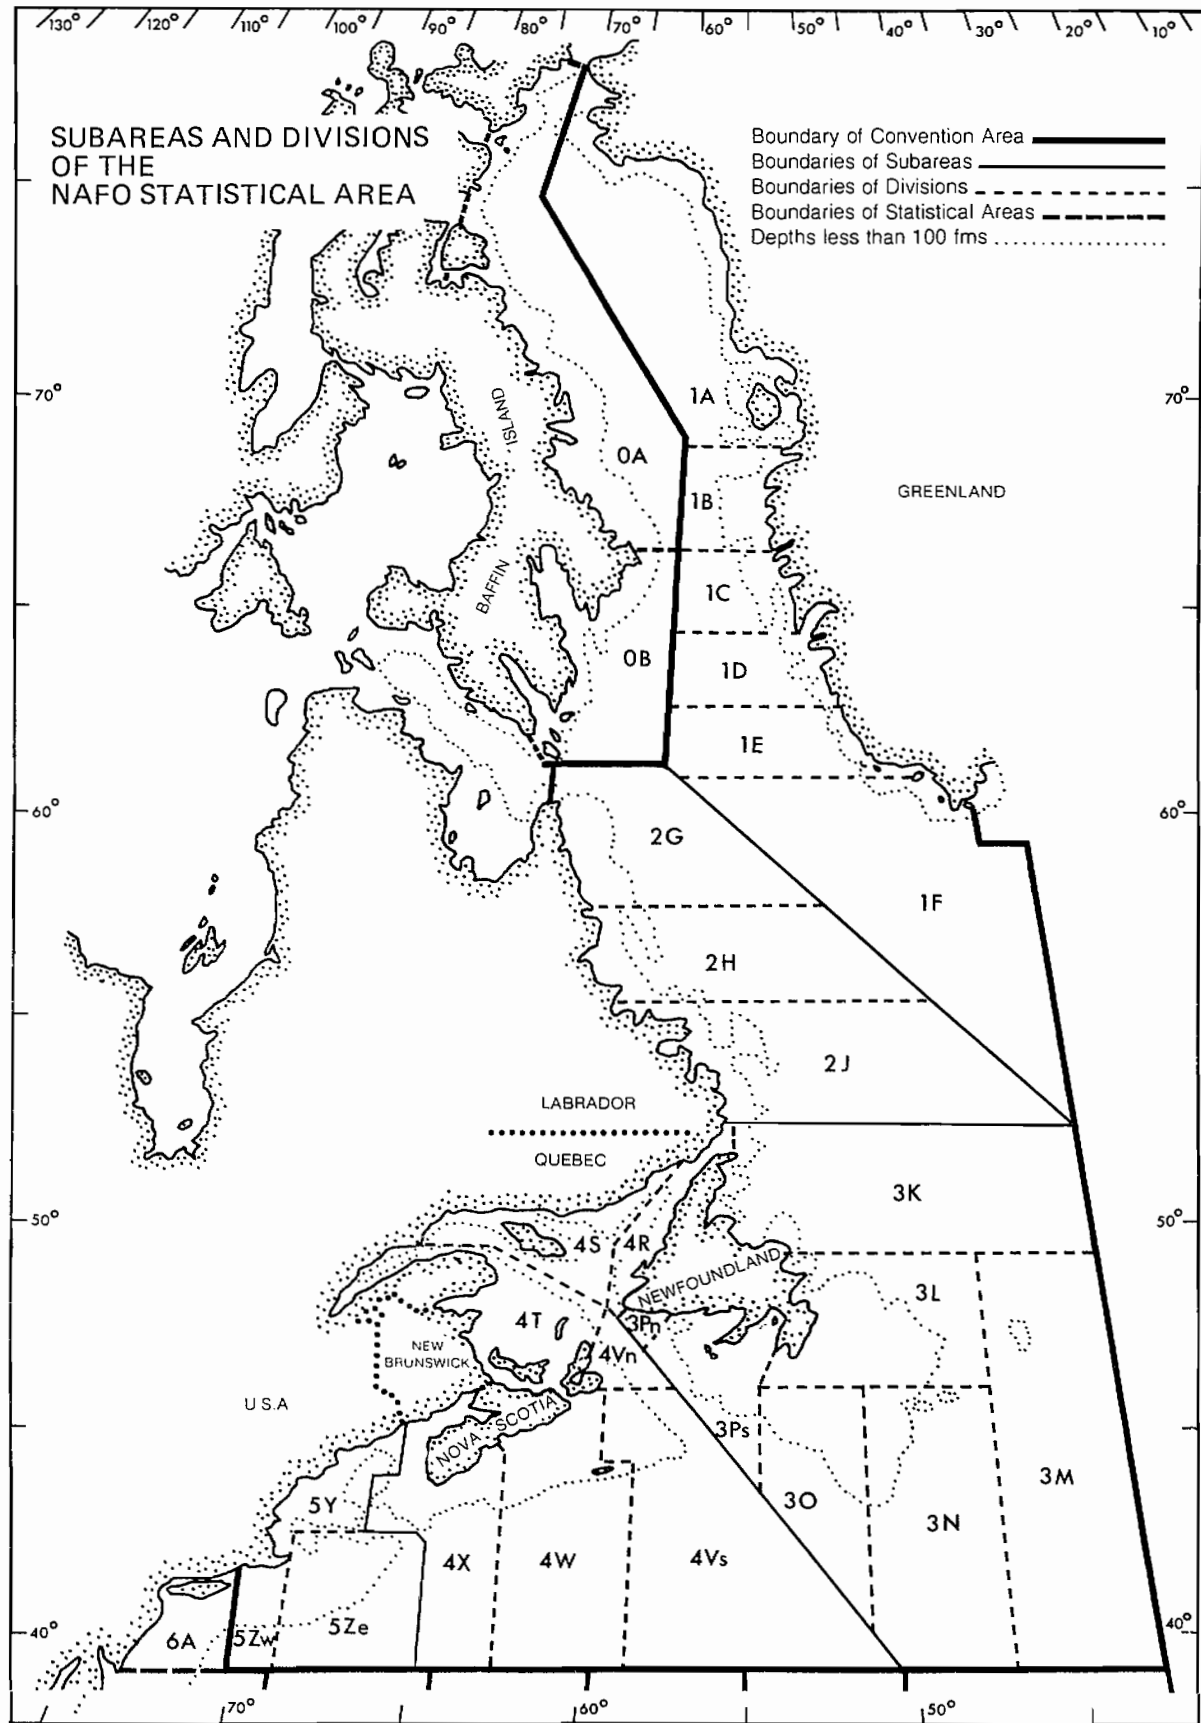 130° 120° 110° 100° 90° 80° 70° 60° 50° 40° 30° 20° 10°
SUBAREAS AND DIVISIONS
OF THE
NAFO STATISTICAL AREA
Boundary of Convention Area
Boundaries of Subareas
Boundaries of Divisions
Boundaries of Statistical Areas
Depths less than 100 fms
70°
70°
1A
ISLAND
0A
GREENLAND
1B
BAFFIN
1C
0B
1D
1E
60°
60°
2G
1F
2H
2J
LABRADOR
QUEBEC
3K
50°
50°
4S
4R
NEWFOUNDLAND
3L
4T
3Pn
NEW
BRUNSWICK
4Vn
U.S.A
NOVA SCOTIA
3Ps
3M
5Y
3O
3N
4X
4W
4Vs
40°
40°
6A
5Zw
5Ze
70° 60° 50°